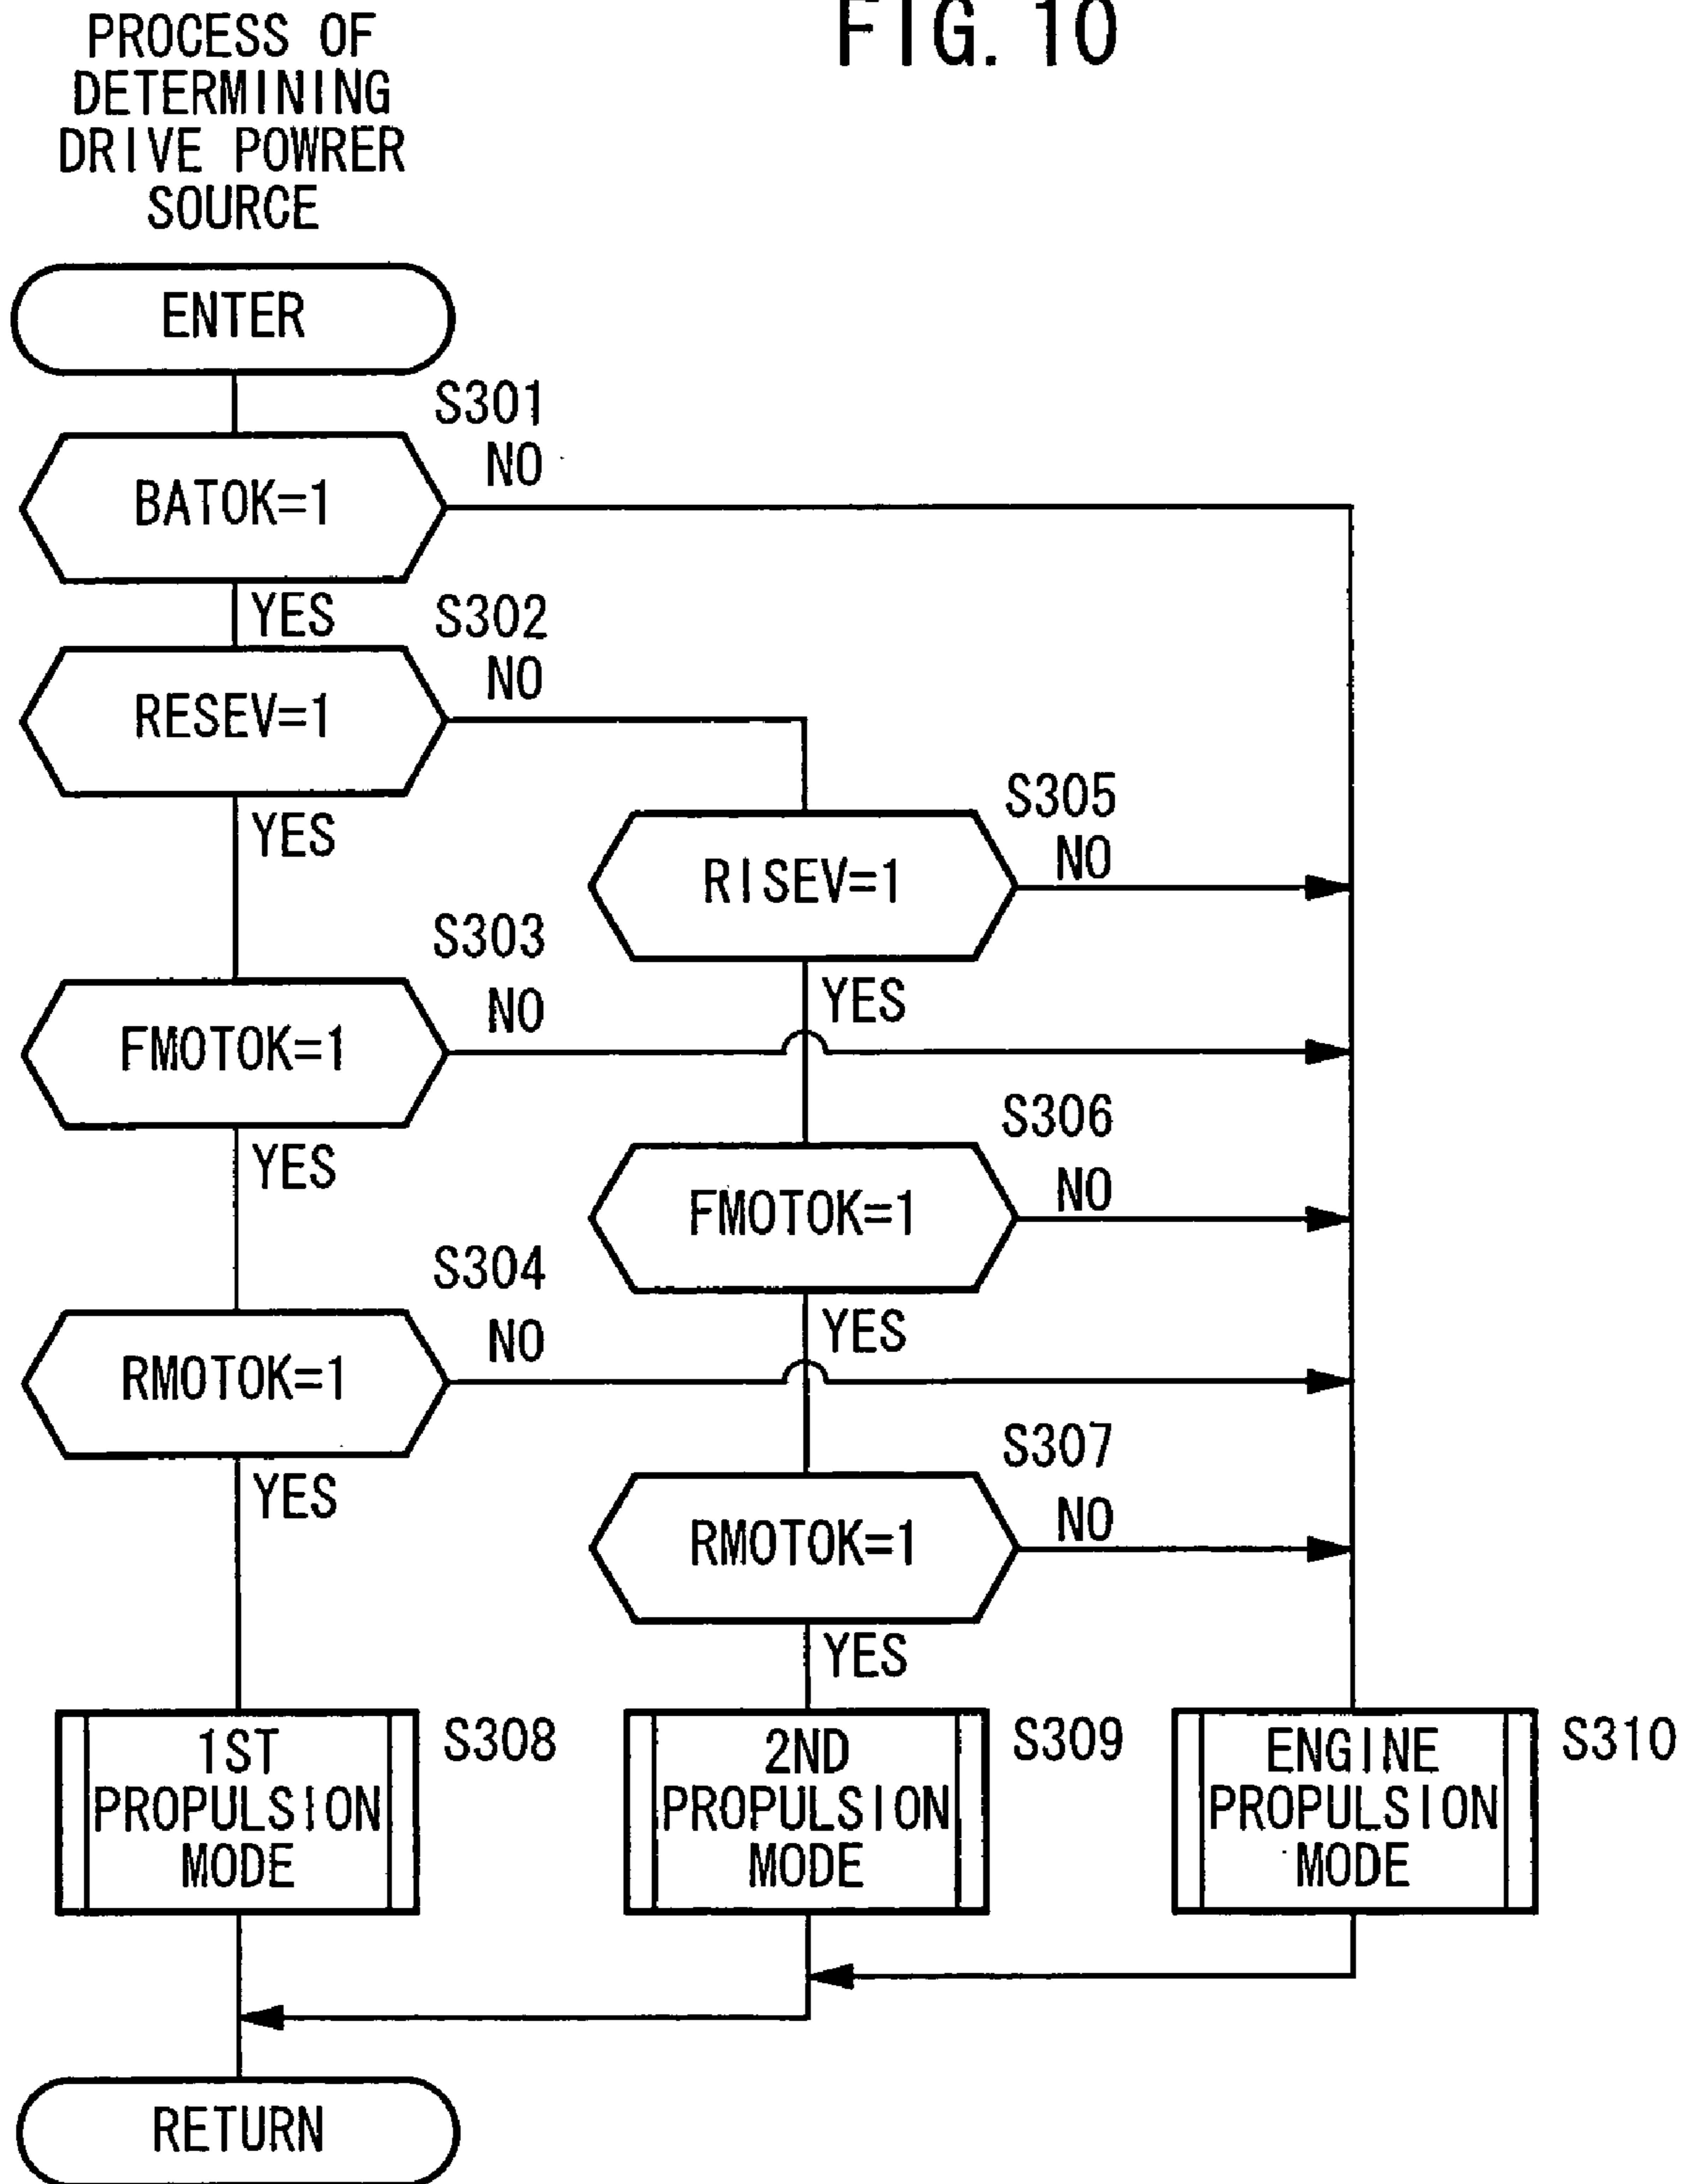 FIG. 10
PROCESS OF
DETERMINING
DRIVE POWRER
SOURCE
ENTER
S301
NO
BATOK=1
YES
S302
NO
RESEV=1
YES
S305
NO
RISEV=1
YES
S303
NO
FMOTOK=1
YES
S306
NO
FMOTOK=1
YES
S304
NO
RMOTOK=1
YES
S307
NO
RMOTOK=1
YES
1ST
PROPULSION
MODE
S308
2ND
PROPULSION
MODE
S309
ENGINE
PROPULSION
MODE
S310
RETURN